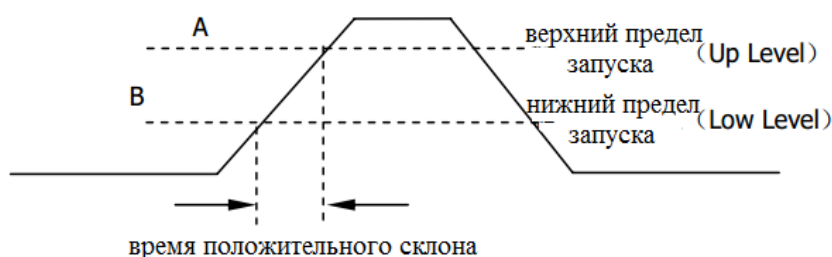 A
верхний предел
запуска
(Up Level)
B
нижний предел
запуска
(Low Level)
время положительного склона